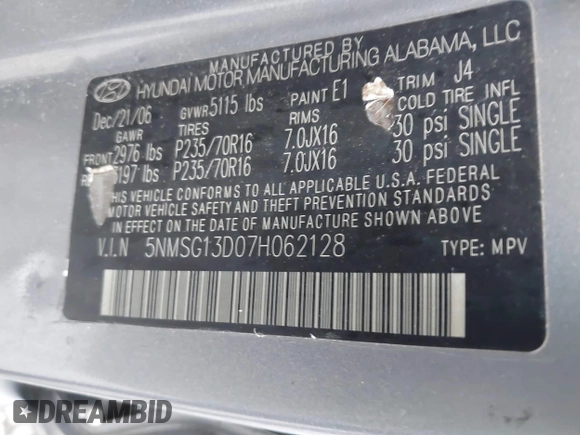 MANUFACTURED BY
HYUNDAI MOTOR MANUFACTURING ALABAMA, LLC
Dec/21/06 GVWR 5115 lbs PAINT E1 TRIM J4
GAWR TIRES RIMS COLD TIRE INFL
FRONT 2976 lbs P235/70R16 7.0JX16 30 psi SINGLE
197 lbs P235/70R16 7.0JX16 30 psi SINGLE
THIS VEHICLE CONFORMS TO ALL APPLICABLE U.S.A. FEDERAL
MOTOR VEHICLE SAFETY AND THEFT PREVENTION STANDARDS
IN EFFECT ON THE DATE OF MANUFACTURE SHOWN ABOVE
V.I.N 5NMSG13D07H062128 TYPE: MPV
DREAMBID